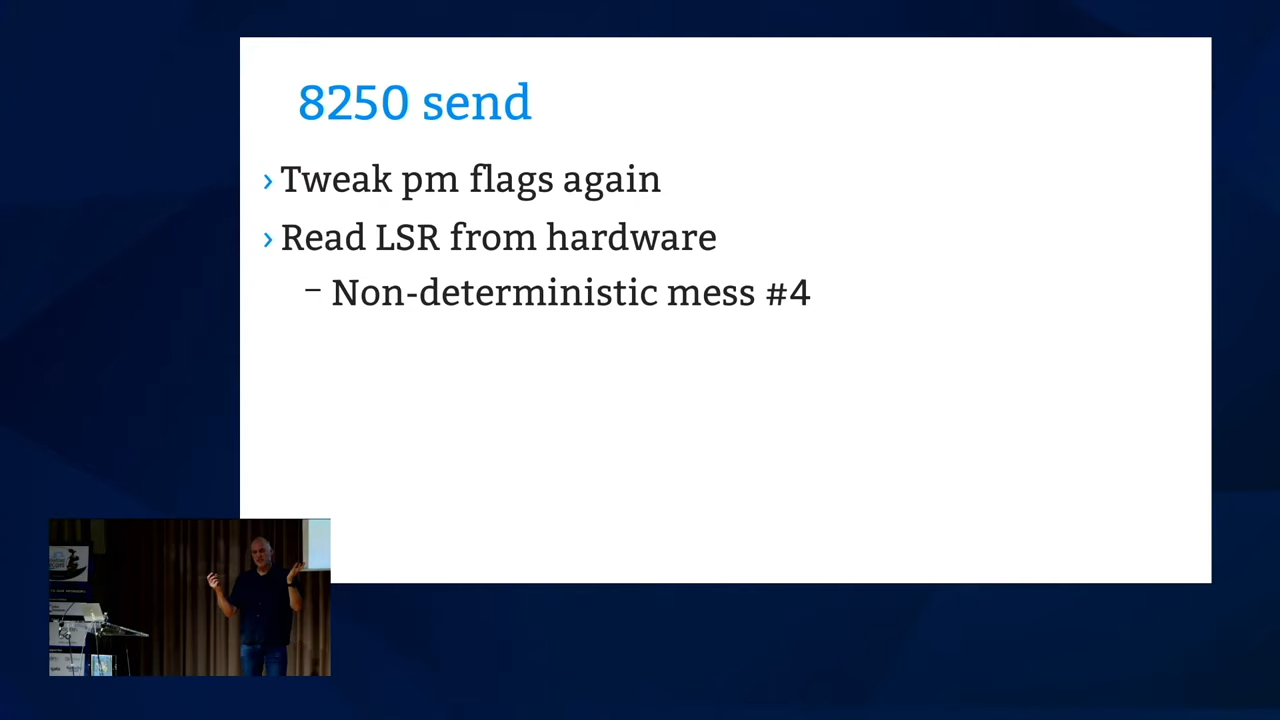 8250 send
› Tweak pm flags again
› Read LSR from hardware
– Non-deterministic mess #4